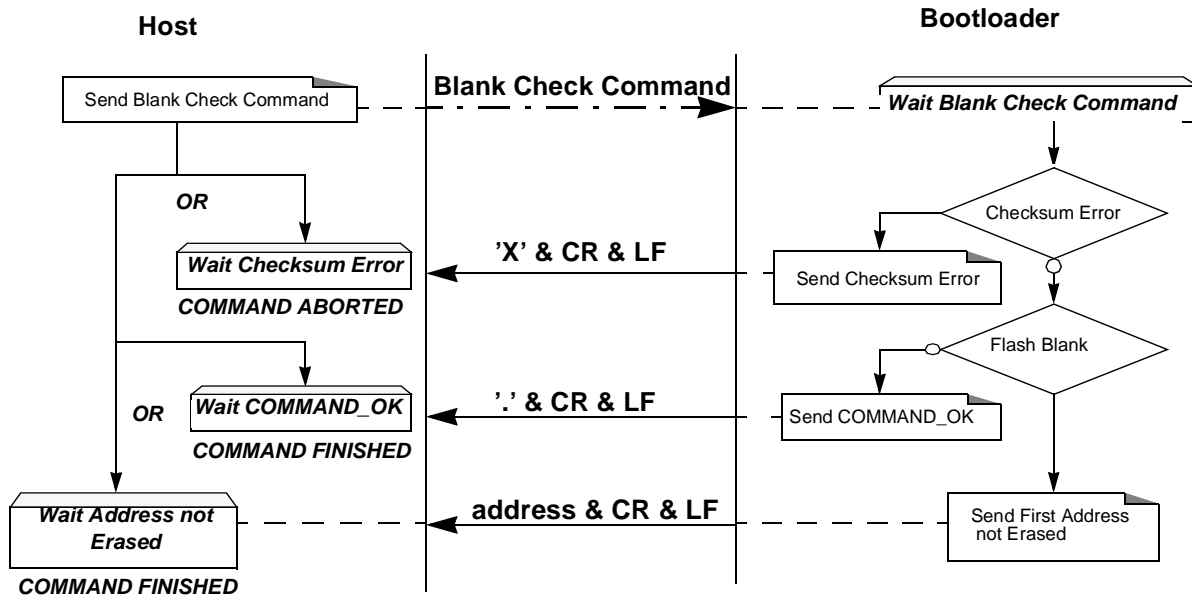 Host
Bootloader
Send Blank Check Command
Blank Check Command
Wait Blank Check Command
OR
Checksum Error
Wait Checksum Error
’X’ & CR & LF
Send Checksum Error
COMMAND ABORTED
Flash Blank
OR
Wait COMMAND_OK
’.’ & CR & LF
Send COMMAND_OK
COMMAND FINISHED
Wait Address not
Erased
address & CR & LF
Send First Address
not Erased
COMMAND FINISHED